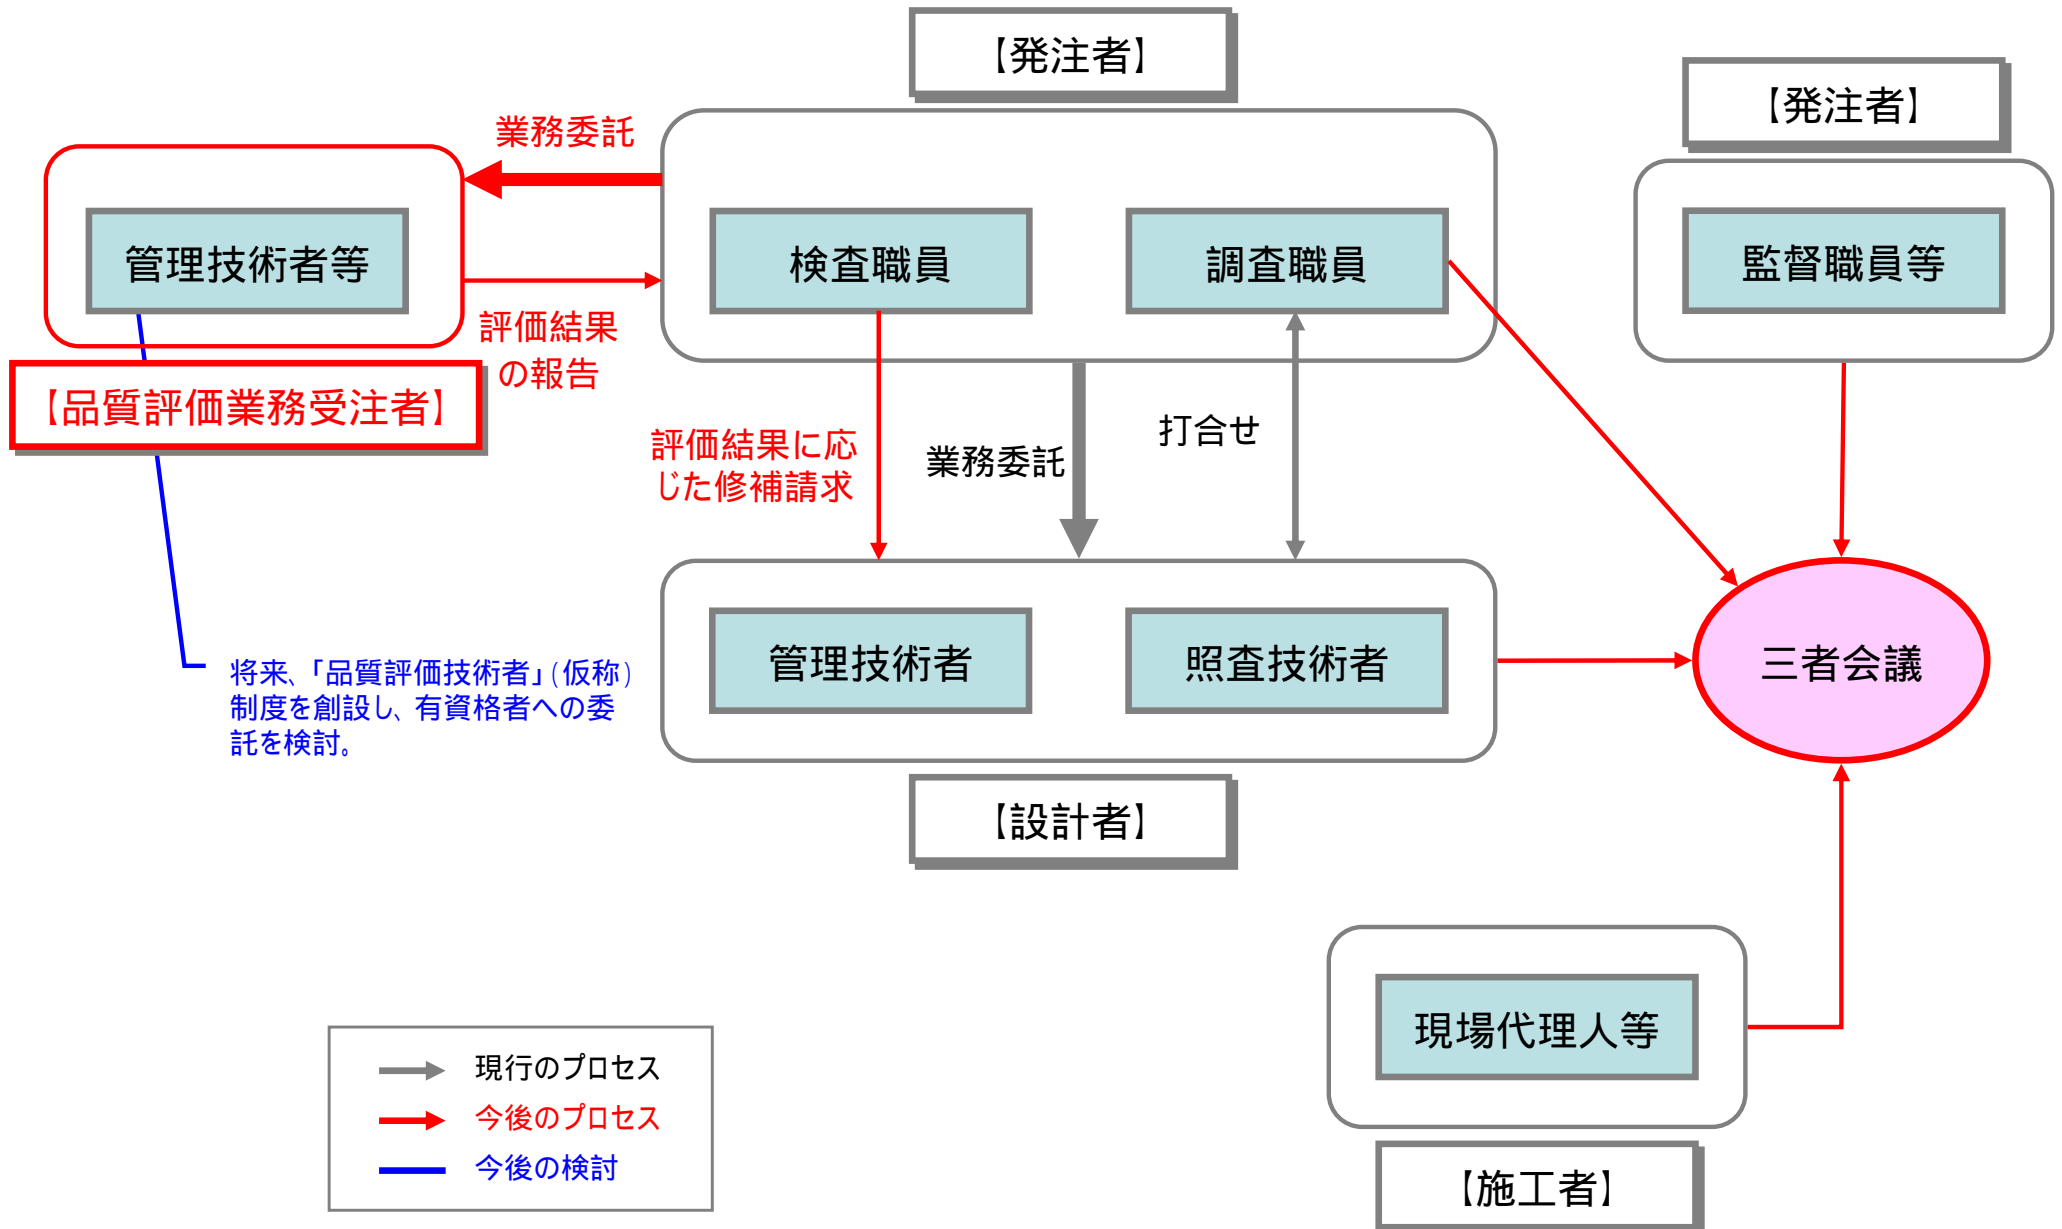 【発注者】
【発注者】
業務委託
管理技術者等
検査職員
調査職員
監督職員等
評価結果
の報告
【品質評価業務受注者】
評価結果に応
じた修補請求
業務委託
打合せ
将来、「品質評価技術者」(仮称)
制度を創設し、有資格者への委
託を検討。
管理技術者
照査技術者
三者会議
【設計者】
現場代理人等
【施工者】
現行のプロセス
今後のプロセス
今後の検討